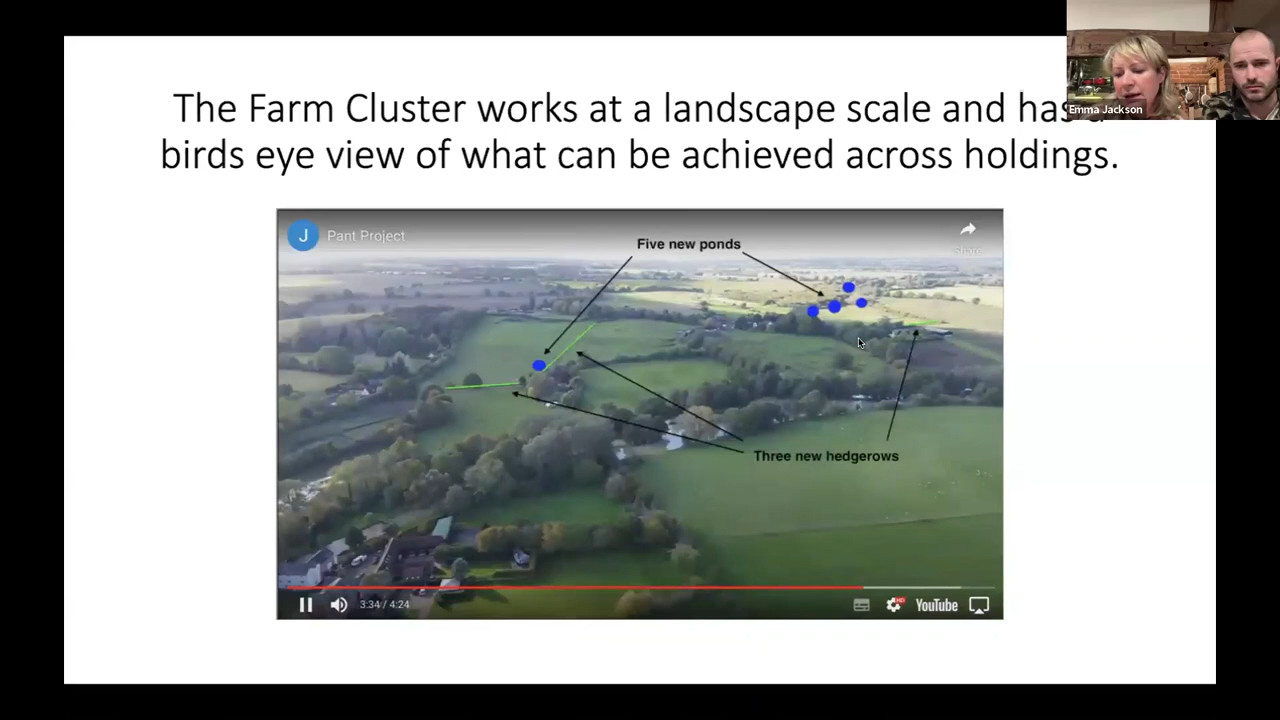 The Farm Cluster works at a landscape scale and has a
birds eye view of what can be achieved across holdings.
Emma Jackson
J Pant Project
Share
Five new ponds
Three new hedgerows
3:34 / 4:24
HD
YouTube